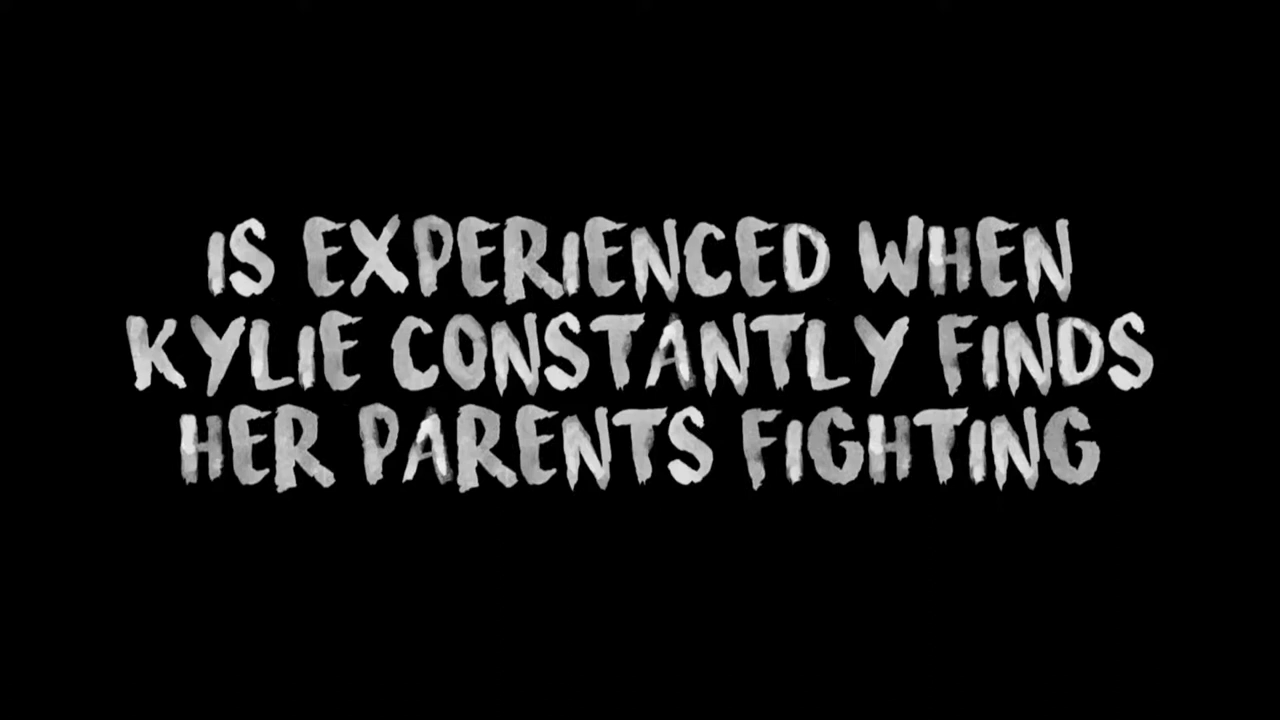 IS EXPERIENCED WHEN
KYLIE CONSTANTLY FINDS
HER PARENTS FIGHTING